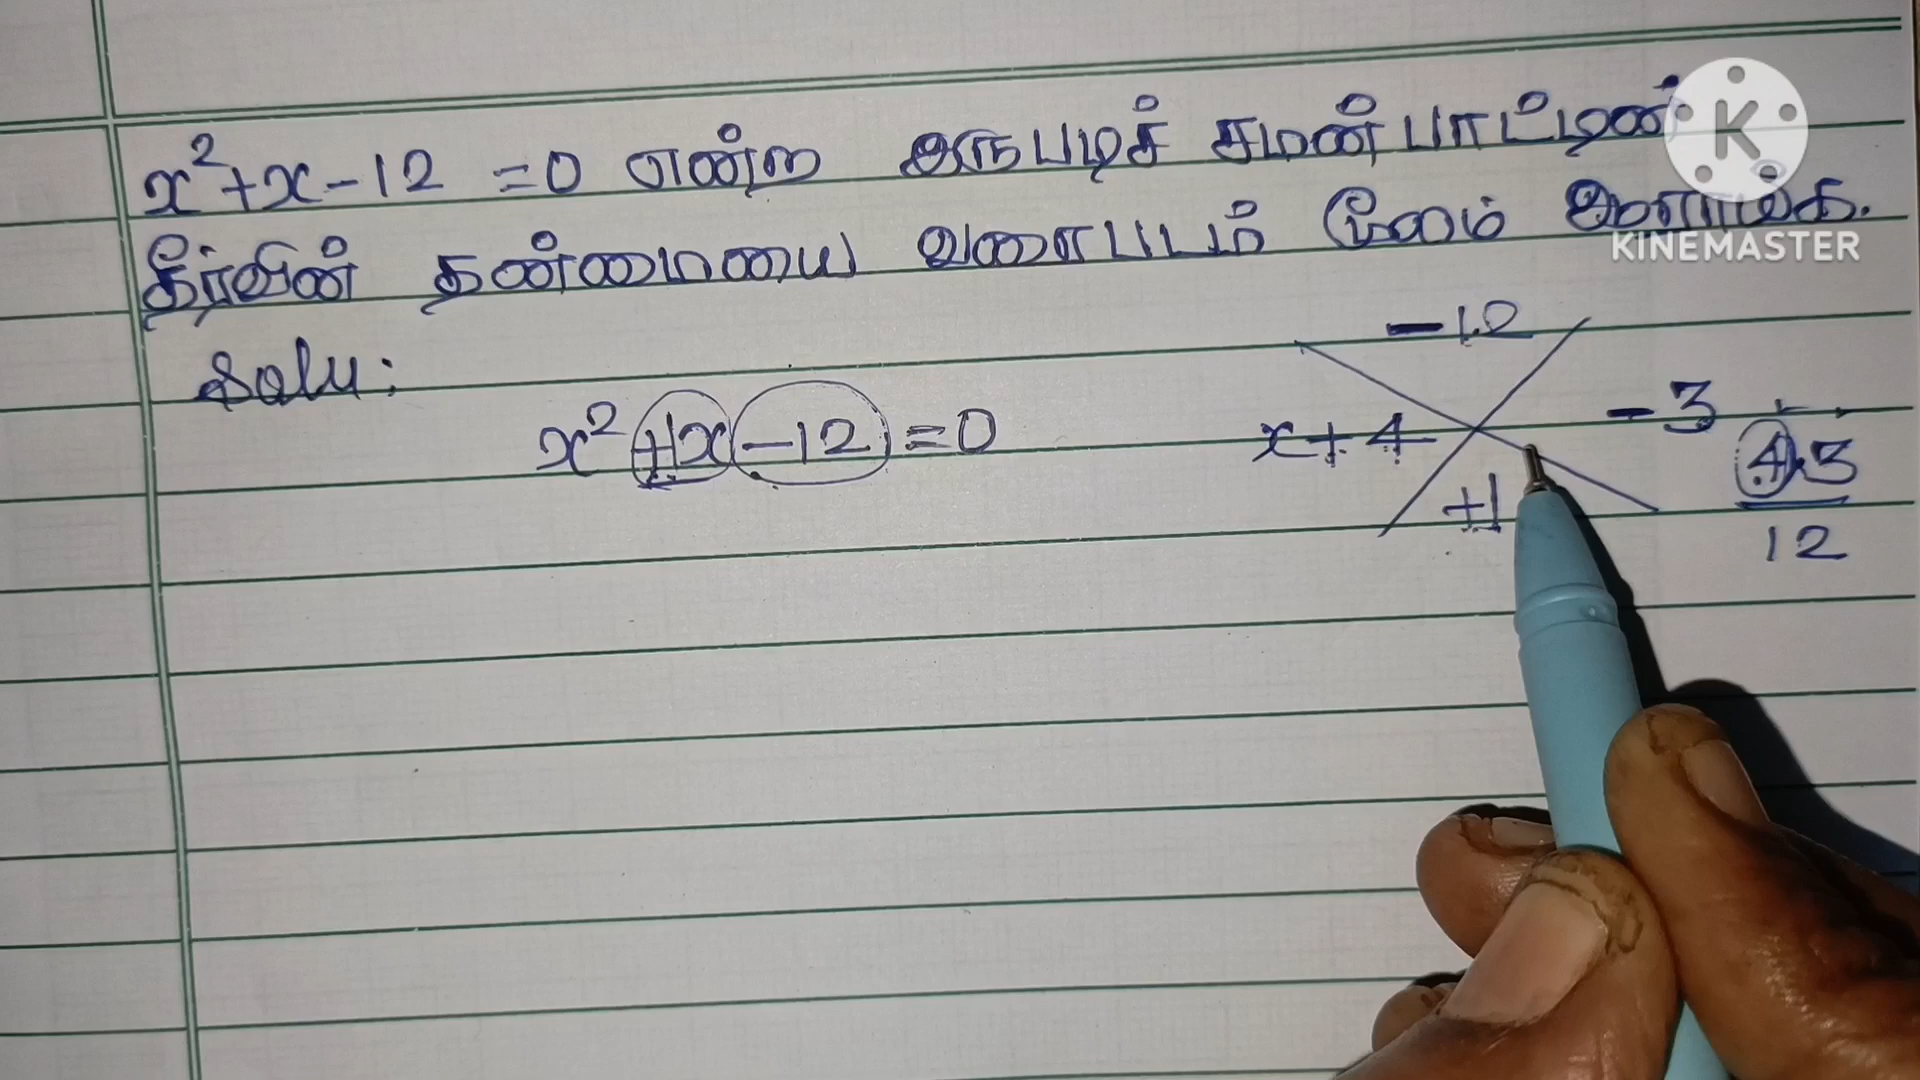 x²+x-12 =0 என்ற இருபடிச் சமன்பாட்டின்
தீர்வின் தன்மையை வரைபடம் மூலம் ஆராய்க.
KINEMASTER
Solu:
x² +1x -12 =0
-12
x+4 -3
+1
4×3
12